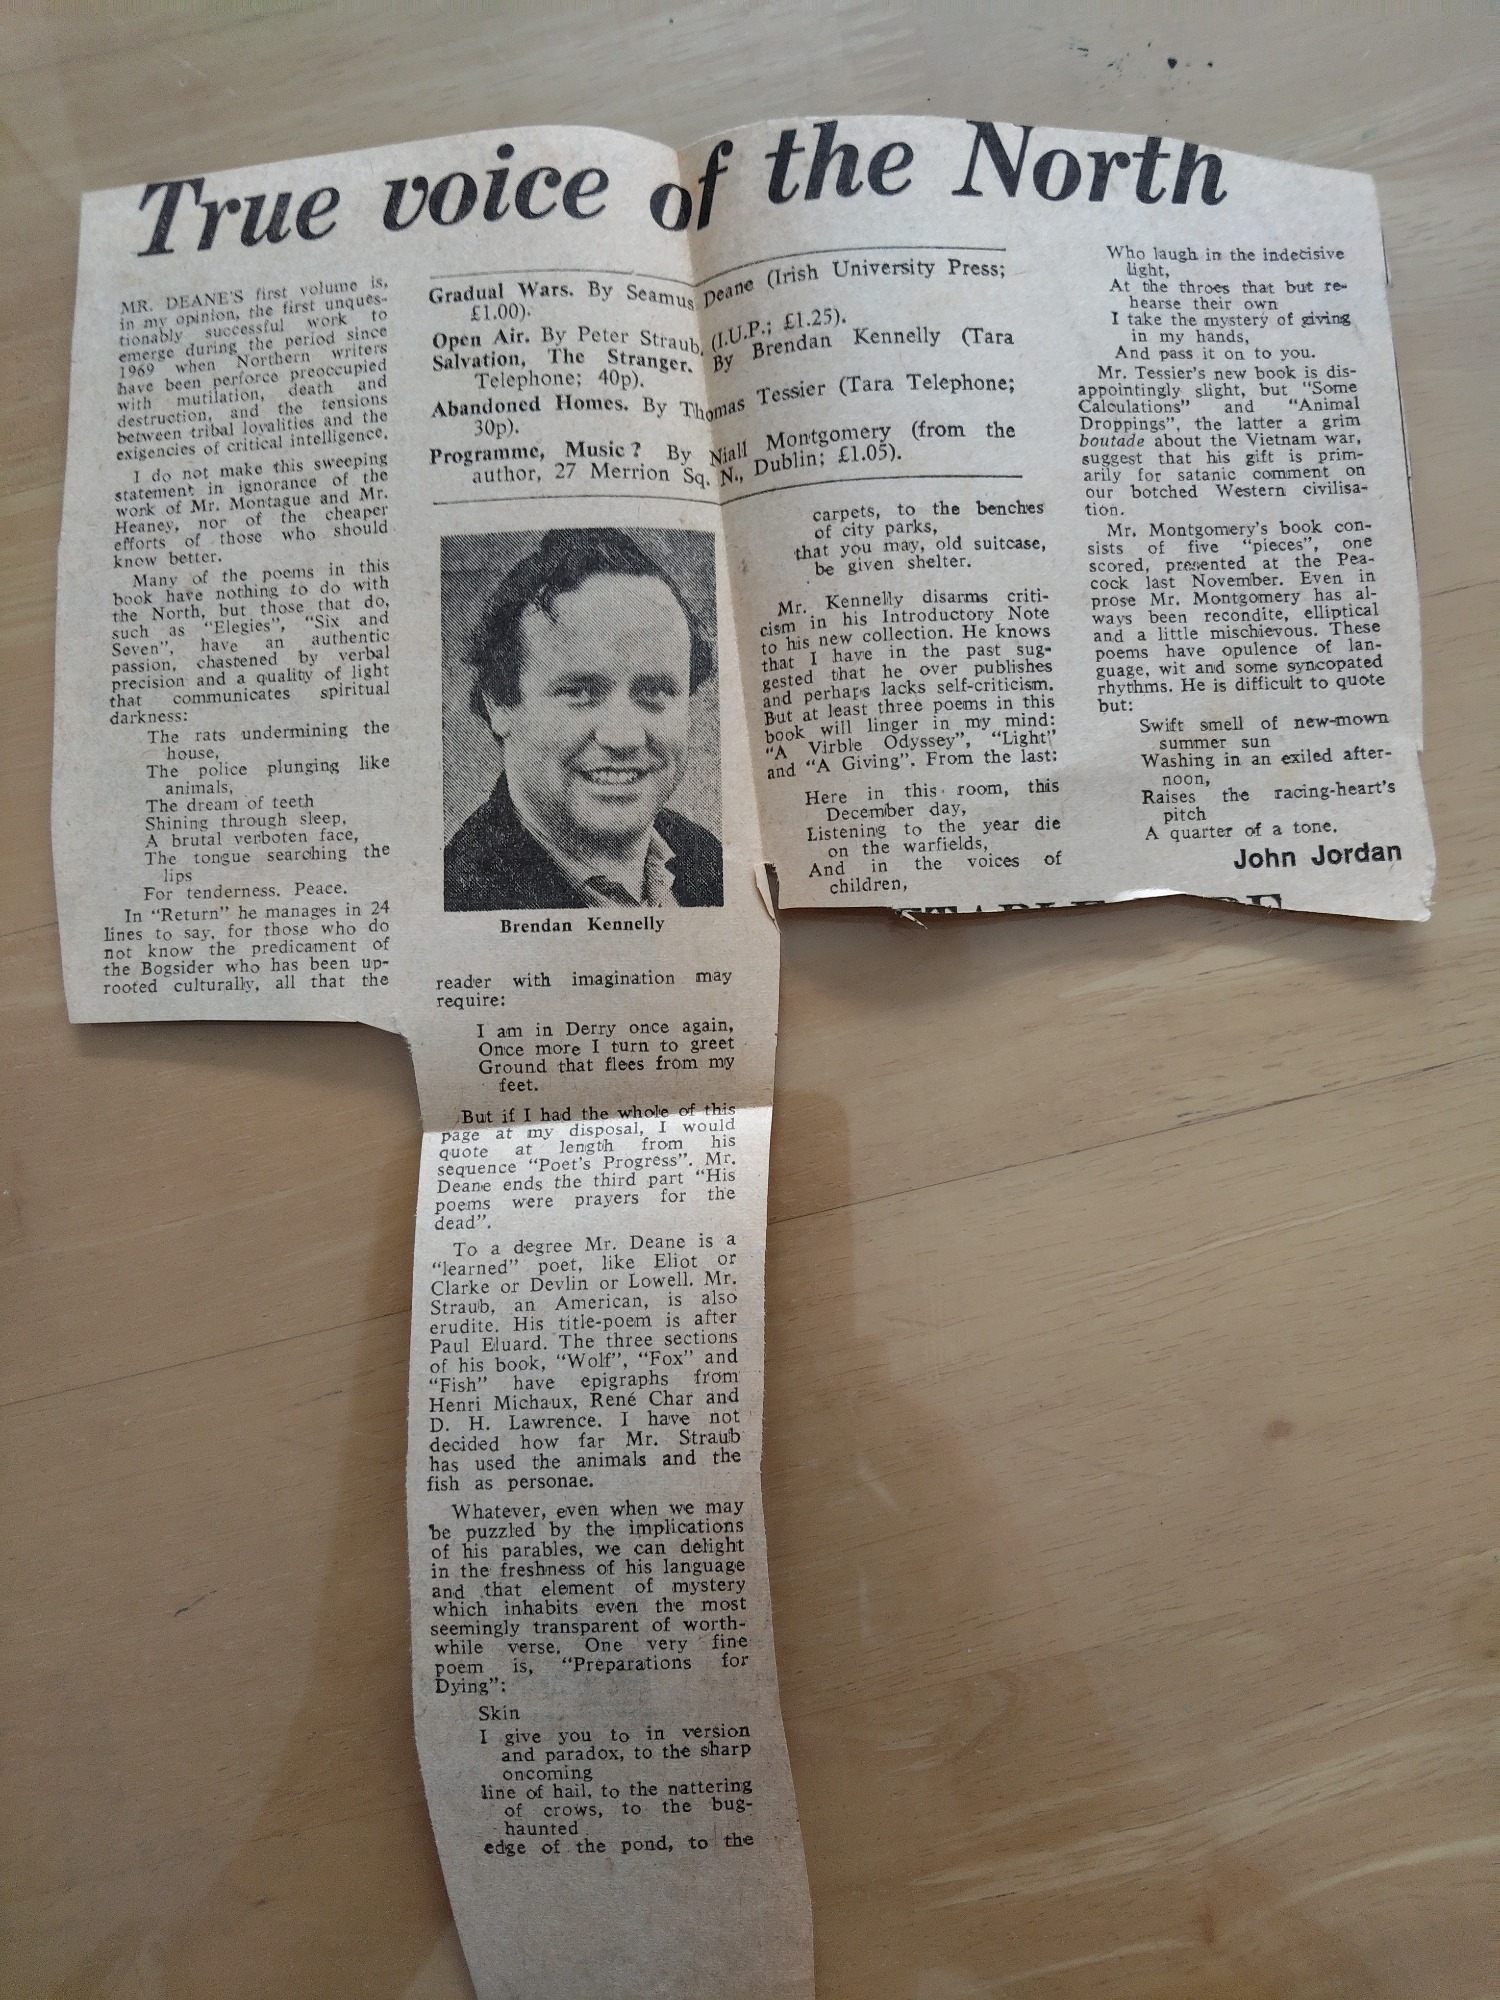 True voice of the North
MR. DEANE'S first volume is,
in my opinion, the first unques-
tionably successful work to
emerge during the period since
1969 when Northern writers
have been perforce preoccupied
with mutilation, death and
destruction, and the tensions
between tribal loyalities and the
exigencies of critical intelligence.
I do not make this sweeping
statement in ignorance of the
work of Mr. Montague and Mr.
Heaney, nor of the cheaper
efforts of those who should
know better.
Many of the poems in this
book have nothing to do with
the North, but those that do,
such as "Elegies", "Six and
Seven", have an authentic
passion, chastened by verbal
precision and a quality of light
that communicates spiritual
darkness:
The rats undermining the
house,
The police plunging like
animals,
The dream of teeth
Shining through sleep,
A brutal verboten face,
The tongue searching the
lips
For tenderness. Peace.
In "Return" he manages in 24
lines to say, for those who do
not know the predicament of
the Bogsider who has been up-
rooted culturally, all that the
Gradual Wars. By Seamus Deane (Irish University Press;
£1.00).
Open Air. By Peter Straub. (I.U.P.; £1.25).
Salvation, The Stranger. By Brendan Kennelly (Tara
Telephone; 40p).
Abandoned Homes. By Thomas Tessier (Tara Telephone;
30p).
Programme, Music? By Niall Montgomery (from the
author, 27 Merrion Sq. N., Dublin; £1.05).
Brendan Kennelly
reader with imagination may
require:
I am in Derry once again,
Once more I turn to greet
Ground that flees from my
feet.
But if I had the whole of this
page at my disposal, I would
quote at length from his
sequence "Poet's Progress". Mr.
Deane ends the third part "His
poems were prayers for the
dead".
To a degree Mr. Deane is a
"learned" poet, like Eliot or
Clarke or Devlin or Lowell. Mr.
Straub, an American, is also
erudite. His title-poem is after
Paul Eluard. The three sections
of his book, "Wolf", "Fox" and
"Fish" have epigraphs from
Henri Michaux, René Char and
D. H. Lawrence. I have not
decided how far Mr. Straub
has used the animals and the
fish as personae.
Whatever, even when we may
be puzzled by the implications
of his parables, we can delight
in the freshness of his language
and that element of mystery
which inhabits even the most
seemingly transparent of worth-
while verse. One very fine
poem is, "Preparations for
Dying":
Skin
I give you to in version
and paradox, to the sharp
oncoming
line of hail, to the nattering
of crows, to the bug-
haunted
edge of the pond, to the
carpets, to the benches
of city parks,
that you may, old suitcase,
be given shelter.
Mr. Kennelly disarms criti-
cism in his Introductory Note
to his new collection. He knows
that I have in the past sug-
gested that he over publishes
and perhaps lacks self-criticism.
But at least three poems in this
book will linger in my mind:
"A Virble Odyssey", "Light"
and "A Giving". From the last:
Here in this room, this
December day,
Listening to the year die
on the warfields,
And in the voices of
children,
Who laugh in the indecisive
light,
At the throes that but re-
hearse their own
I take the mystery of giving
in my hands,
And pass it on to you.
Mr. Tessier's new book is dis-
appointingly slight, but "Some
Calculations" and "Animal
Droppings", the latter a grim
boutade about the Vietnam war,
suggest that his gift is prim-
arily for satanic comment on
our botched Western civilisa-
tion.
Mr. Montgomery's book con-
sists of five "pieces", one
scored, presented at the Pea-
cock last November. Even in
prose Mr. Montgomery has al-
ways been recondite, elliptical
and a little mischievous. These
poems have opulence of lan-
guage, wit and some syncopated
rhythms. He is difficult to quote
but:
Swift smell of new-mown
summer sun
Washing in an exiled after-
noon,
Raises the racing-heart's
pitch
A quarter of a tone.
John Jordan